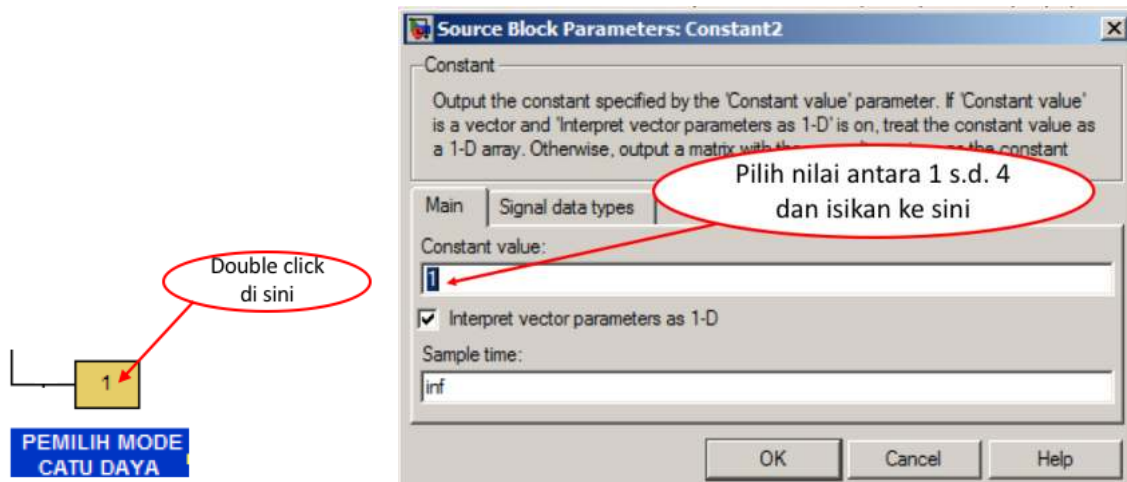 Source Block Parameters: Constant2
Constant
Output the constant specified by the 'Constant value' parameter. If 'Constant value'
is a vector and 'Interpret vector parameters as 1-D' is on, treat the constant value as
a 1-D array. Otherwise, output a matrix with the the constant
Pilih nilai antara 1 s.d. 4
dan isikan ke sini
Main
Signal data types
Constant value:
1
Interpret vector parameters as 1-D
Sample time:
inf
OK
Cancel
Help
Double click
di sini
1
PEMILIH MODE
CATU DAYA